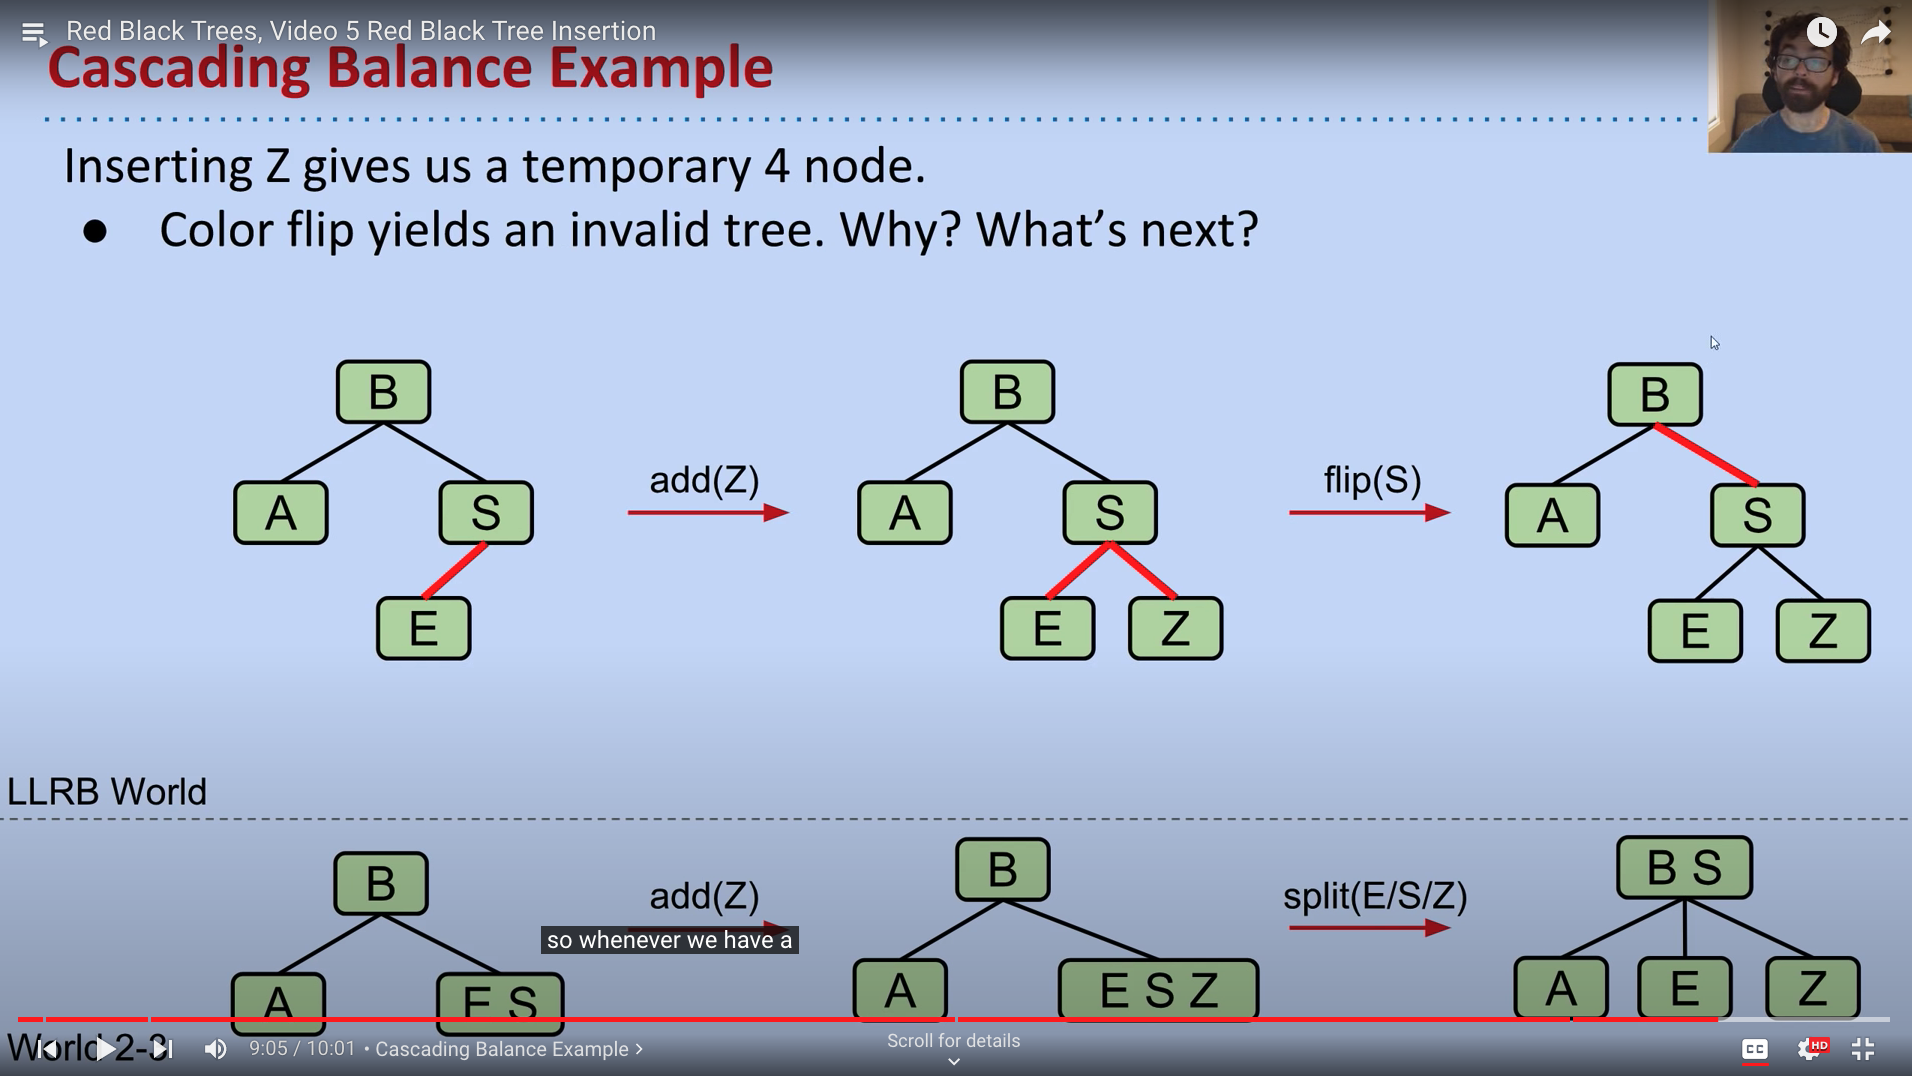 Red Black Trees, Video 5 Red Black Tree Insertion
Cascading Balance Example
Inserting Z gives us a temporary 4 node.
● Color flip yields an invalid tree. Why? What's next?
B
B
B
add(Z)
flip(S)
A
S
A
S
A
S
E
E
Z
E
Z
LLRB World
B
B
B S
add(Z)
split(E/S/Z)
so whenever we have a
A
E S
A
E S Z
A
E
Z
World 2-3
9:05 / 10:01 • Cascading Balance Example
Scroll for details
CC
HD